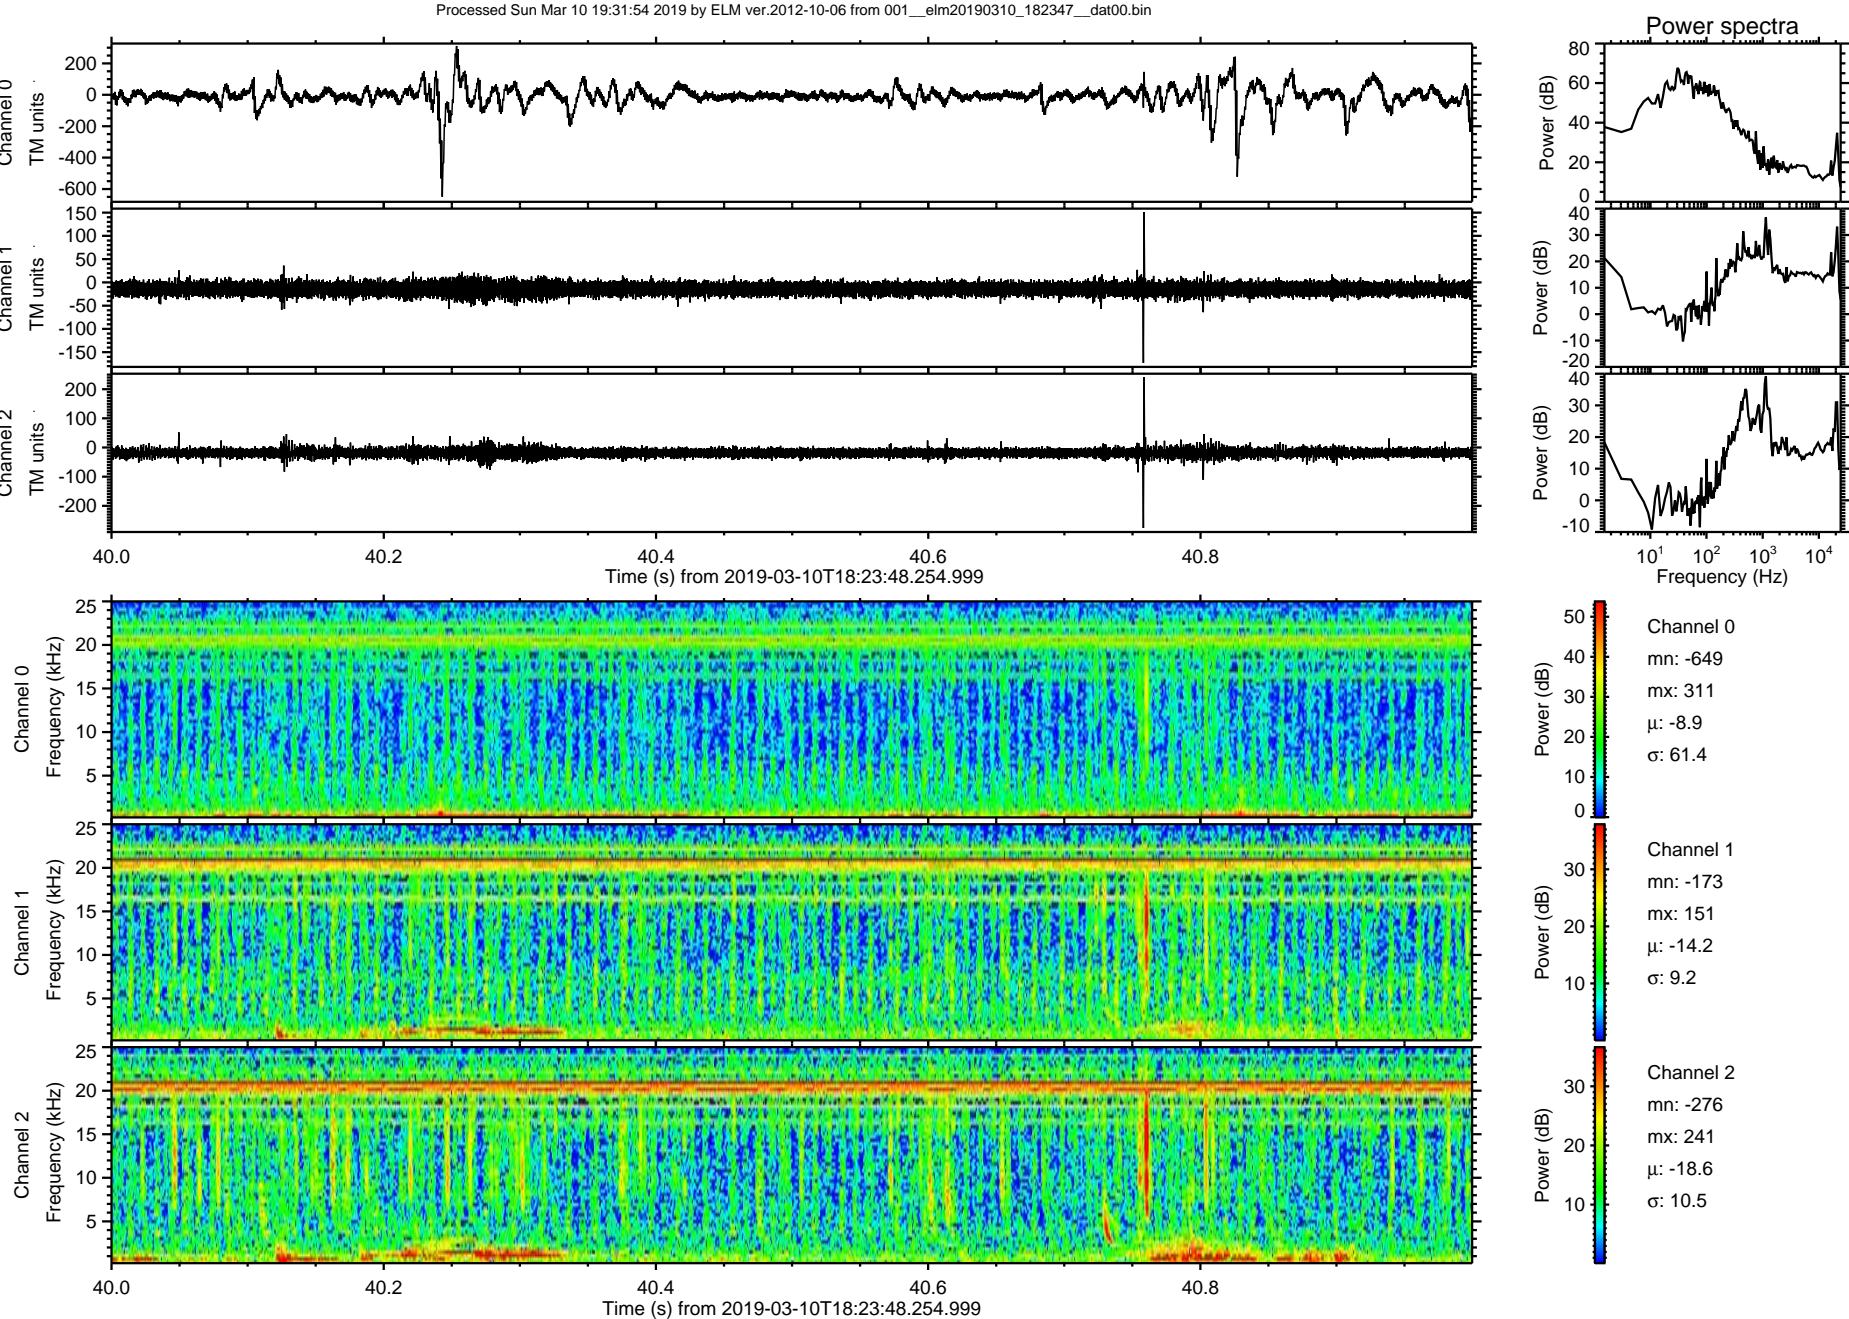 Processed Sun Mar 10 19:31:54 2019 by ELM ver.2012-10-06 from 001__elm20190310_182347__dat00.bin
Power spectra
Channel 0
TM units
200
0
-200
-400
-600
Power (dB)
80
60
40
20
0
Channel 1
TM units
150
100
50
0
-50
-100
-150
Power (dB)
40
30
20
10
0
-10
-20
Channel 2
TM units
200
100
0
-100
-200
Power (dB)
40
30
20
10
0
-10
40.0 40.2 40.4 40.6 40.8
Time (s) from 2019-03-10T18:23:48.254.999
10¹ 10² 10³ 10⁴
Frequency (Hz)
Channel 0
Frequency (kHz)
25
20
15
10
5
Power (dB)
50
40
30
20
10
0
Channel 0
mn: -649
mx: 311
μ: -8.9
σ: 61.4
Channel 1
Frequency (kHz)
25
20
15
10
5
Power (dB)
30
20
10
Channel 1
mn: -173
mx: 151
μ: -14.2
σ: 9.2
Channel 2
Frequency (kHz)
25
20
15
10
5
Power (dB)
30
20
10
Channel 2
mn: -276
mx: 241
μ: -18.6
σ: 10.5
40.0 40.2 40.4 40.6 40.8
Time (s) from 2019-03-10T18:23:48.254.999